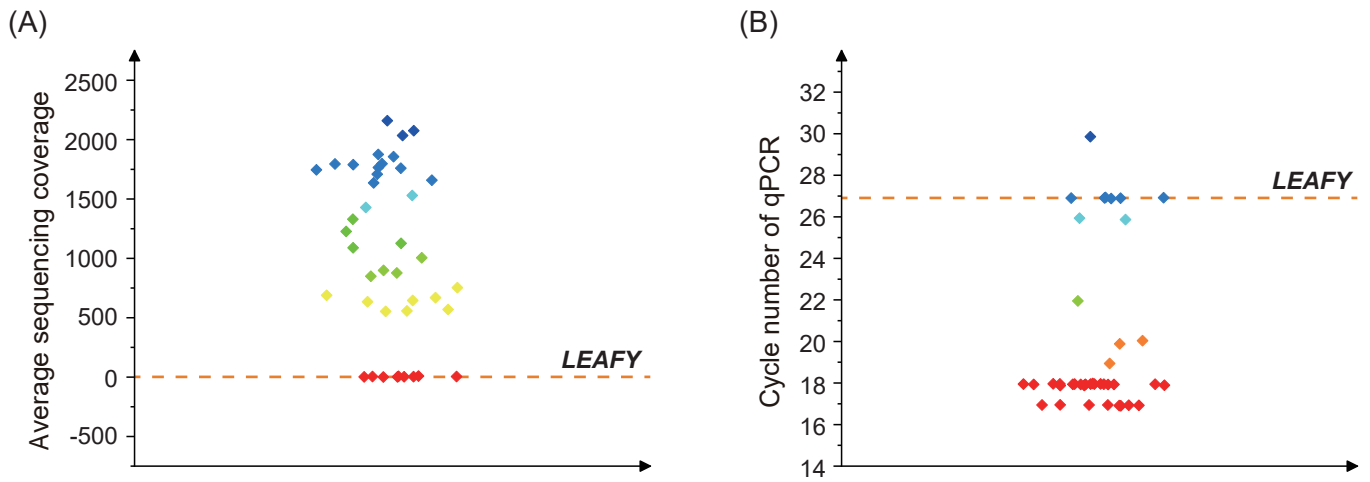 (A)
Average sequencing coverage
2500
2000
1500
1000
500
0
-500
LEAFY
(B)
Cycle number of qPCR
32
30
28
26
24
22
20
18
16
14
LEAFY